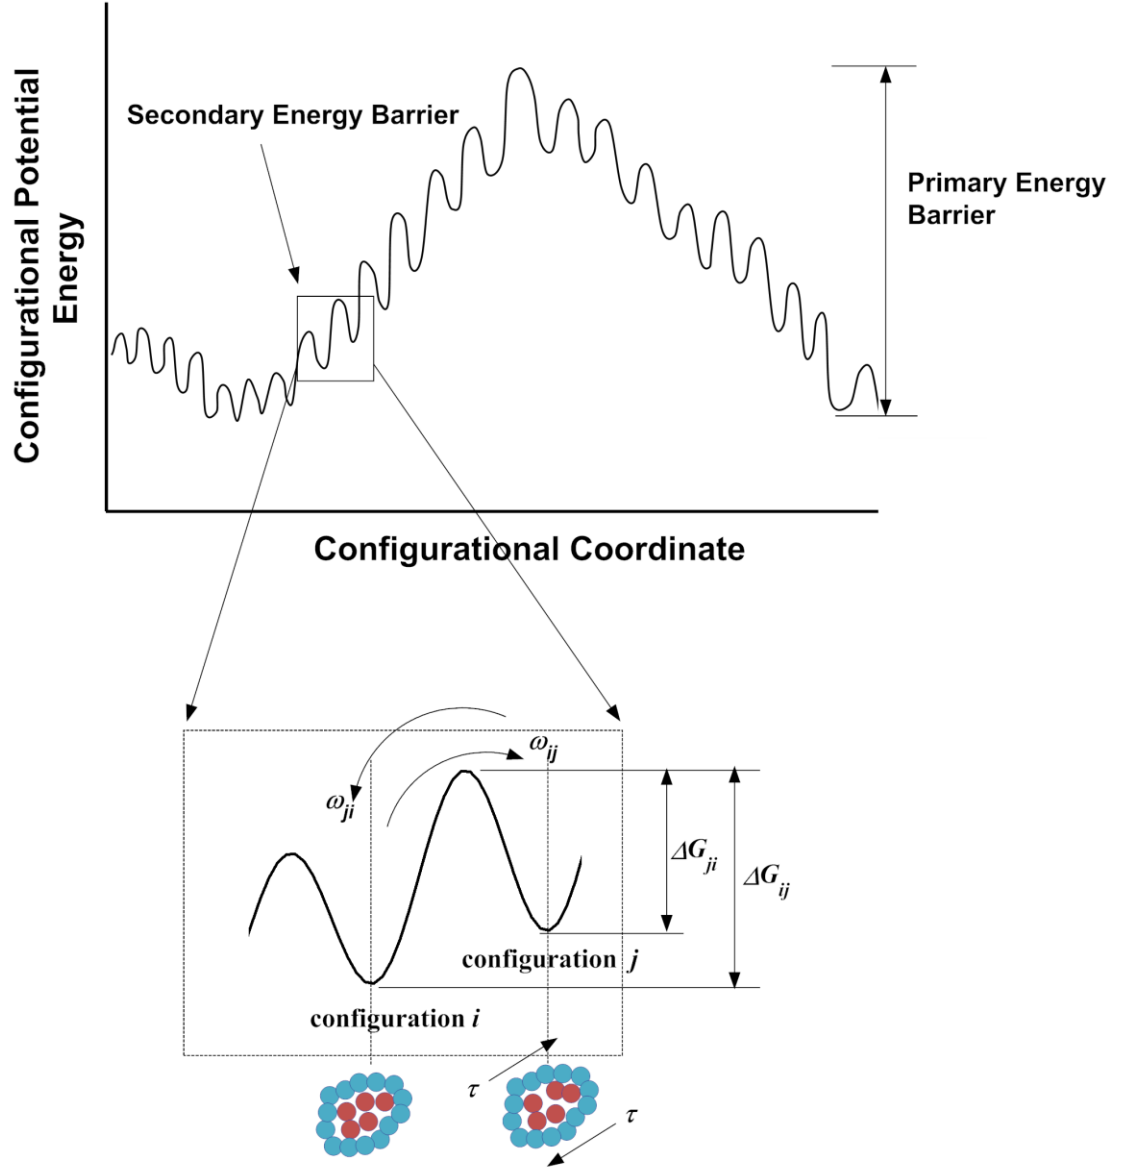 Configurational Potential
Energy
Secondary Energy Barrier
Primary Energy
Barrier
Configurational Coordinate
ω_ij
ω_ji
ΔG_ji
ΔG_ij
configuration j
configuration i
τ
τ